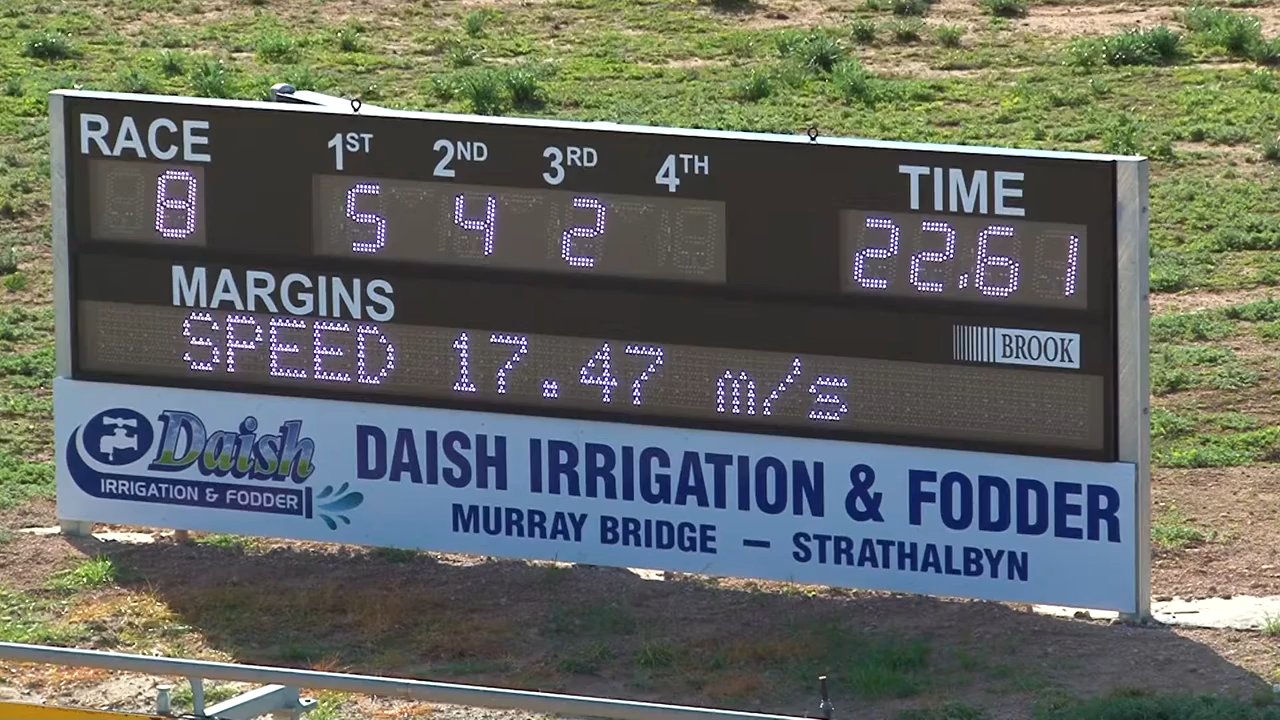 RACE 1ST 2ND 3RD 4TH TIME
8 5 4 2 22.61
MARGINS
SPEED 17.47 m/s
BROOK
Daish
IRRIGATION & FODDER
DAISH IRRIGATION & FODDER
MURRAY BRIDGE — STRATHALBYN